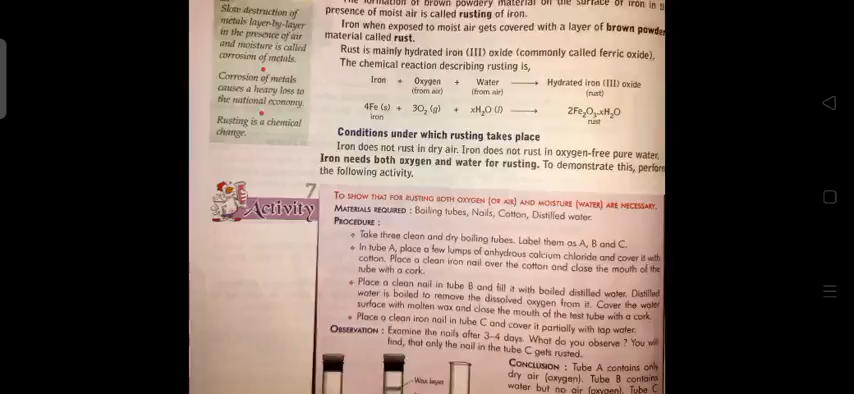 Slow destruction of
metals layer-by-layer
in the presence of air
and moisture is called
corrosion of metals.
Corrosion of metals
causes a heavy loss to
the national economy.
Rusting is a chemical
change.
The formation of brown powdery material on the surface of iron in
presence of moist air is called rusting of iron.
Iron when exposed to moist air gets covered with a layer of brown powder
material called rust.
Rust is mainly hydrated iron (III) oxide (commonly called ferric oxide).
The chemical reaction describing rusting is,
Iron + Oxygen + Water ⟶ Hydrated iron (III) oxide
(from air) (from air) (rust)
4Fe (s) + 3O₂ (g) + xH₂O (l) ⟶ 2Fe₂O₃.xH₂O
iron rust
Conditions under which rusting takes place
Iron does not rust in dry air. Iron does not rust in oxygen-free pure water.
Iron needs both oxygen and water for rusting. To demonstrate this, perform
the following activity.
7
Activity
TO SHOW THAT FOR RUSTING BOTH OXYGEN (OR AIR) AND MOISTURE (WATER) ARE NECESSARY.
MATERIALS REQUIRED : Boiling tubes, Nails, Cotton, Distilled water.
PROCEDURE :
Take three clean and dry boiling tubes. Label them as A, B and C.
In tube A, place a few lumps of anhydrous calcium chloride and cover it with
cotton. Place a clean iron nail over the cotton and close the mouth of the
tube with a cork.
Place a clean nail in tube B and fill it with boiled distilled water. Distilled
water is boiled to remove the dissolved oxygen from it. Cover the water
surface with molten wax and close the mouth of the test tube with a cork.
Place a clean iron nail in tube C and cover it partially with tap water.
OBSERVATION : Examine the nails after 3–4 days. What do you observe ? You will
find, that only the nail in the tube C gets rusted.
CONCLUSION : Tube A contains only
dry air (oxygen). Tube B contains
water but no air (oxygen). Tube C
Wax layer